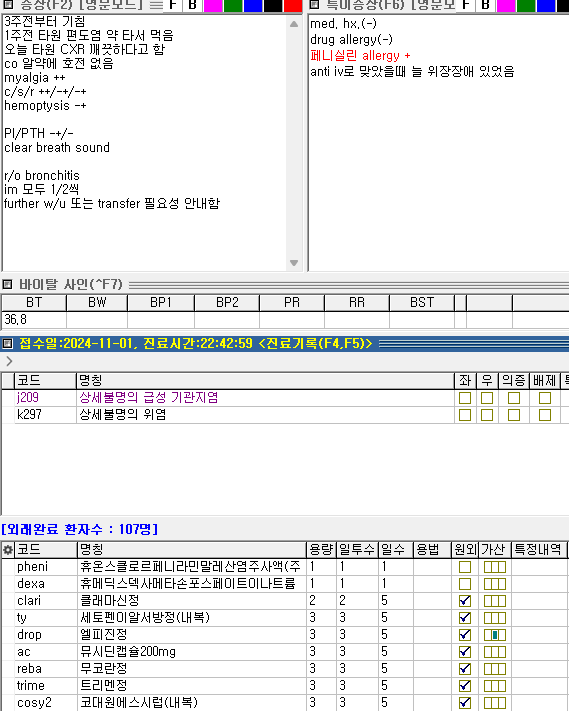 증상(F2) [영문모드]
F B
특이증상(F6) [영문모
F B
3주전부터 기침
1주전 타원 편도염 약 타서 먹음
오늘 타원 CXR 깨끗하다고 함
co 알약에 호전 없음
myalgia ++
c/s/r ++/-+/-+
hemoptysis -+
PI/PTH -+/-
clear breath sound
r/o bronchitis
im 모두 1/2씩
further w/u 또는 transfer 필요성 안내함
med, hx,(-)
drug allergy(-)
페니실린 allergy +
anti iv로 맞았을때 늘 위장장애 있었음
바이탈 사인(^F7)
BT BW BP1 BP2 PR RR BST
36,8
접수일:2024-11-01, 진료시간:22:42:59 <진료기록(F4,F5)>
코드 명칭 좌 우 의증 배제
j209 상세불명의 급성 기관지염
k297 상세불명의 위염
[외래완료 환자수 : 107명]
코드 명칭 용량 일투수 일수 용법 원외 가산 특정내역
pheni 휴온스클로르페니라민말레산염주사액(주 1 1 1
dexa 휴메딕스덱사메타손포스페이트이나트륨 1 1 1
clari 클래마신정 2 2 5
ty 세토펜이알서방정(내복) 3 3 5
drop 엘피진정 3 3 5
ac 뮤시딘캡슐200mg 3 3 5
reba 무코란정 3 3 5
trime 트리멘정 3 3 5
cosy2 코대원에스시럽(내복) 3 3 5